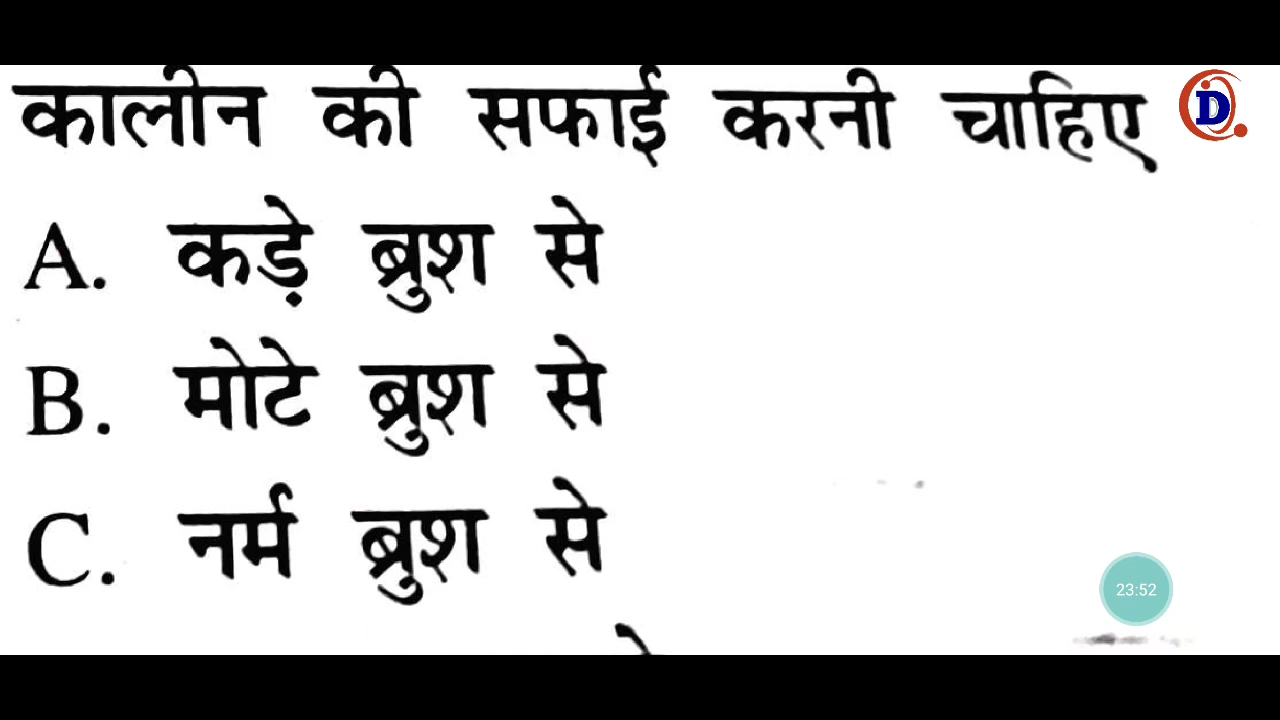 कालीन की सफाई करनी चाहिए
D
A. कड़े ब्रुश से
B. मोटे ब्रुश से
C. नर्म ब्रुश से
23:52